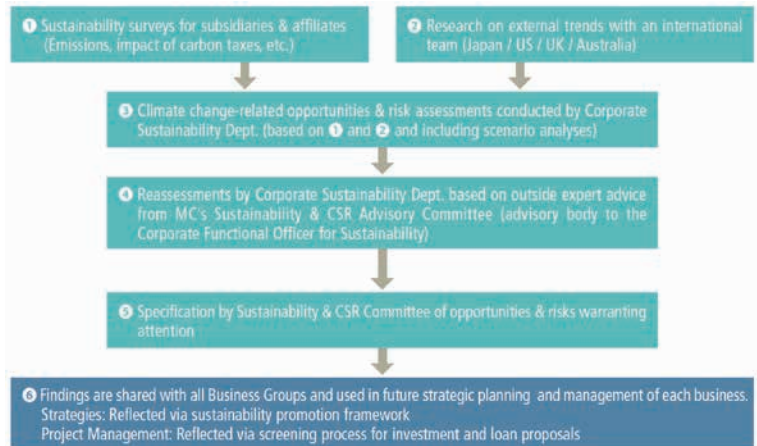 ❶ Sustainability surveys for subsidiaries & affiliates
(Emissions, impact of carbon taxes, etc.)
❷ Research on external trends with an international
team (Japan / US / UK / Australia)
❸ Climate change-related opportunities & risk assessments conducted by Corporate
Sustainability Dept. (based on ❶ and ❷ and including scenario analyses)
❹ Reassessments by Corporate Sustainability Dept. based on outside expert advice
from MC's Sustainability & CSR Advisory Committee (advisory body to the
Corporate Functional Officer for Sustainability)
❺ Specification by Sustainability & CSR Committee of opportunities & risks warranting
attention
❻ Findings are shared with all Business Groups and used in future strategic planning and management of each business.
Strategies: Reflected via sustainability promotion framework
Project Management: Reflected via screening process for investment and loan proposals